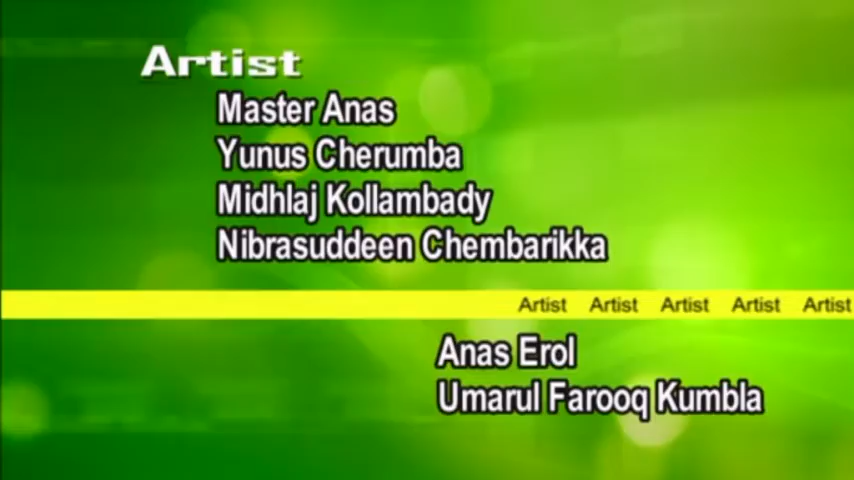 Artist
Master Anas
Yunus Cherumba
Midhlaj Kollambady
Nibrasuddeen Chembarikka
Artist Artist Artist Artist Artist
Anas Erol
Umarul Farooq Kumbla